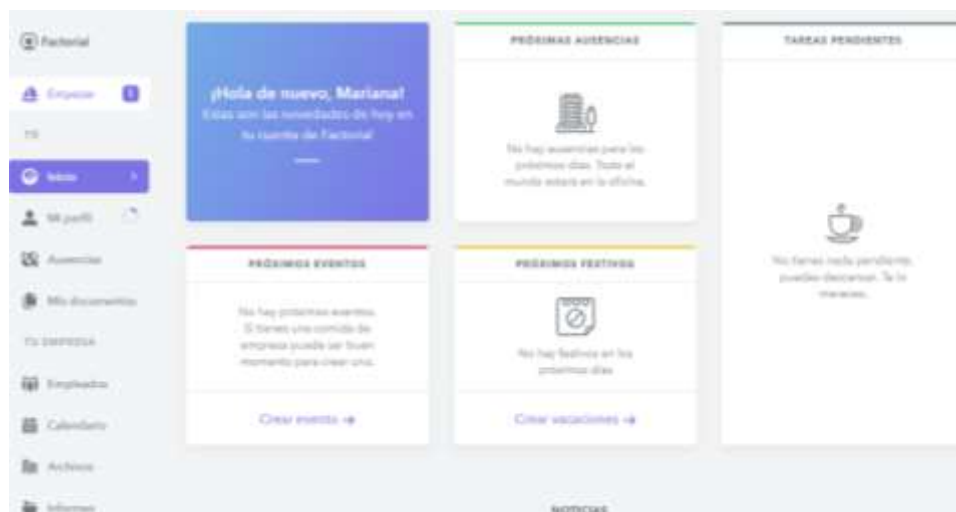 Factorial
Empezar
TÚ
Inicio
Mi perfil
Ausencias
Mis documentos
TU EMPRESA
Empleados
Calendario
Archivos
Informes
¡Hola de nuevo, Mariana!
Estas son las novedades de hoy en
tu cuenta de Factorial
PRÓXIMAS AUSENCIAS
No hay ausencias para los
próximos días. Todo el
mundo estará en la oficina.
TAREAS PENDIENTES
No tienes nada pendiente,
puedes descansar. Te lo
mereces.
PRÓXIMOS EVENTOS
No hay próximos eventos.
Si tienes una comida de
empresa puede ser buen
momento para crear uno.
Crear evento →
PRÓXIMOS FESTIVOS
No hay festivos en los
próximos días
Crear vacaciones →
NOTICIAS